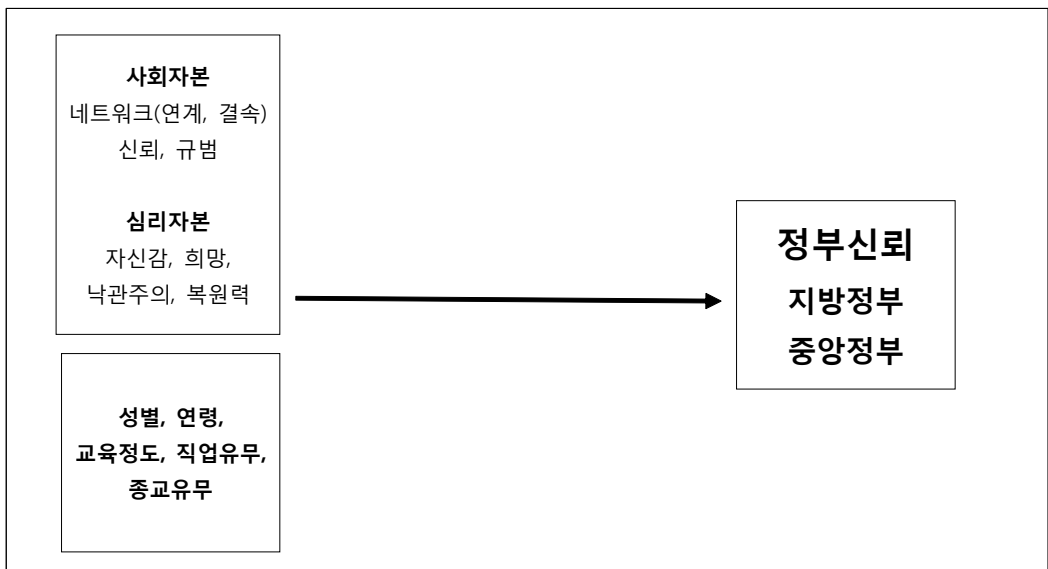 사회자본
네트워크(연계, 결속)
신뢰, 규범
심리자본
자신감, 희망,
낙관주의, 복원력
성별, 연령,
교육정도, 직업유무,
종교유무
정부신뢰
지방정부
중앙정부